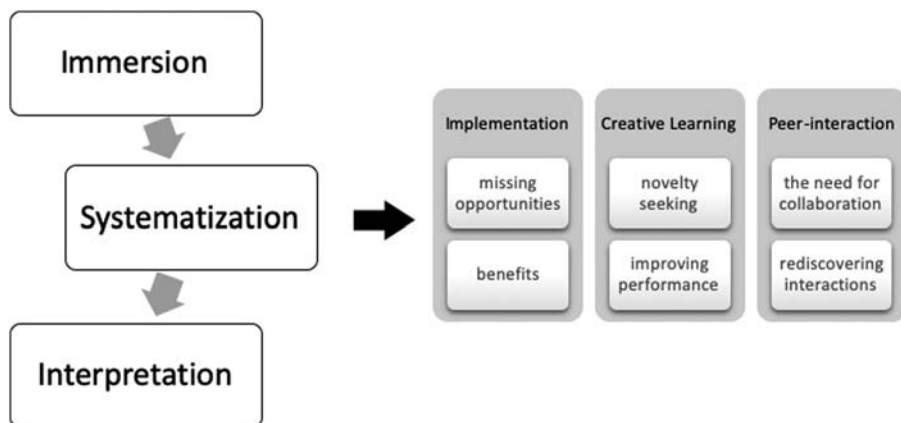 Immersion
Systematization
Interpretation
Implementation
missing
opportunities
benefits
Creative Learning
novelty
seeking
improving
performance
Peer-interaction
the need for
collaboration
rediscovering
interactions